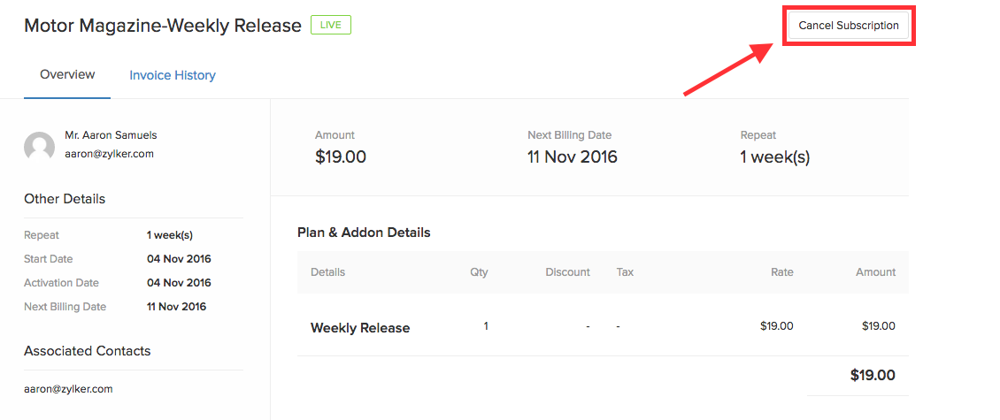 Motor Magazine-Weekly Release LIVE Cancel Subscription
Overview Invoice History
Mr. Aaron Samuels
aaron@zylker.com
Other Details
Repeat 1 week(s)
Start Date 04 Nov 2016
Activation Date 04 Nov 2016
Next Billing Date 11 Nov 2016
Associated Contacts
aaron@zylker.com
Amount Next Billing Date Repeat
$19.00 11 Nov 2016 1 week(s)
Plan & Addon Details
Details Qty Discount Tax Rate Amount
Weekly Release 1 - - $19.00 $19.00
$19.00